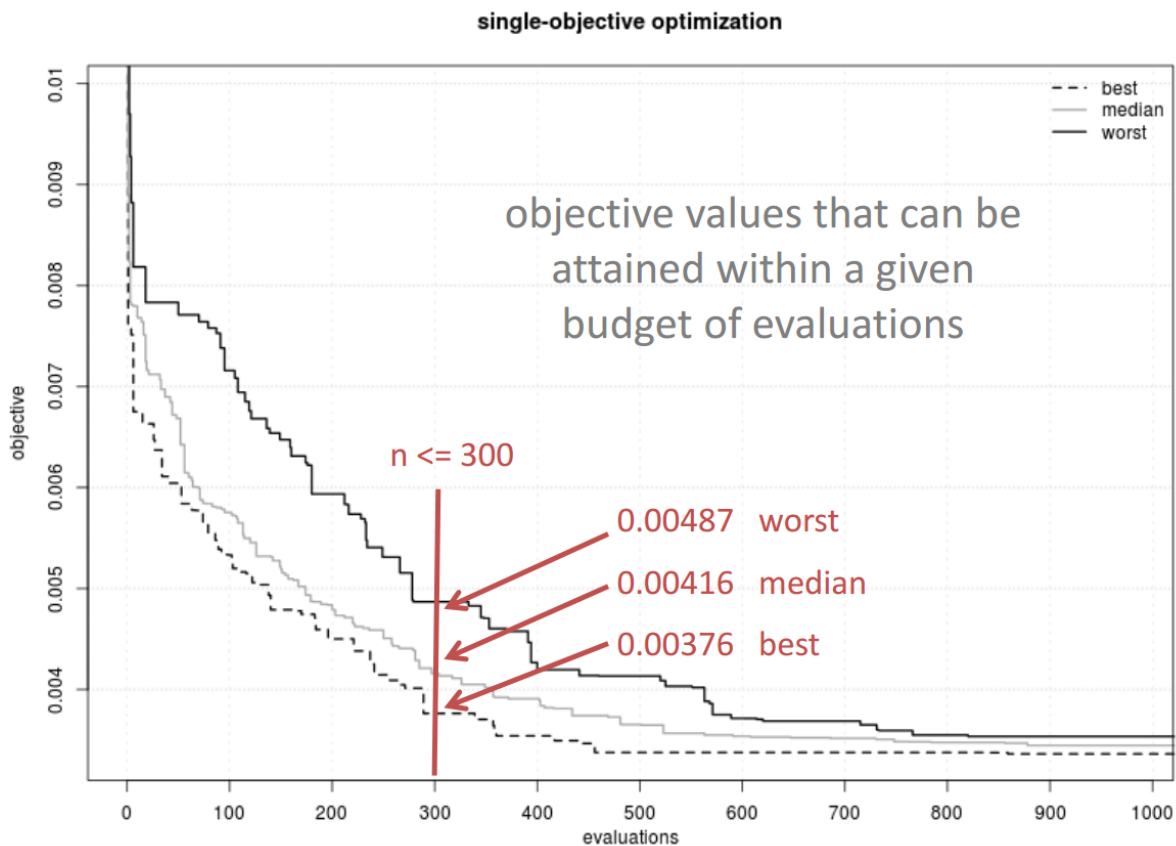 single-objective optimization
best
median
worst
objective values that can be
attained within a given
budget of evaluations
n <= 300
0.00487 worst
0.00416 median
0.00376 best
objective
0.01
0.009
0.008
0.007
0.006
0.005
0.004
0 100 200 300 400 500 600 700 800 900 1000
evaluations